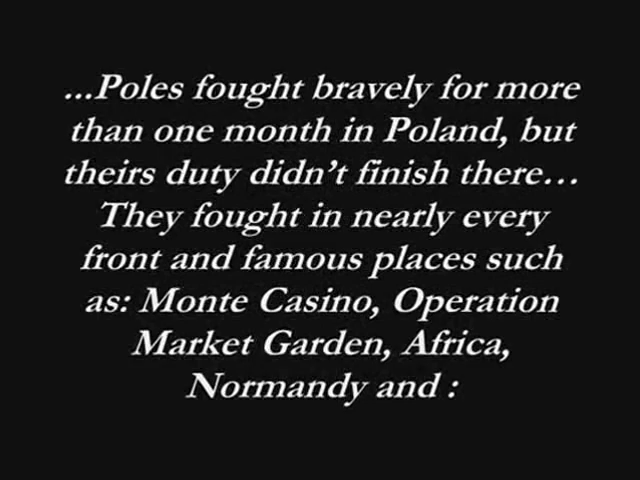 ...Poles fought bravely for more
than one month in Poland, but
theirs duty didn’t finish there…
They fought in nearly every
front and famous places such
as: Monte Casino, Operation
Market Garden, Africa,
Normandy and :